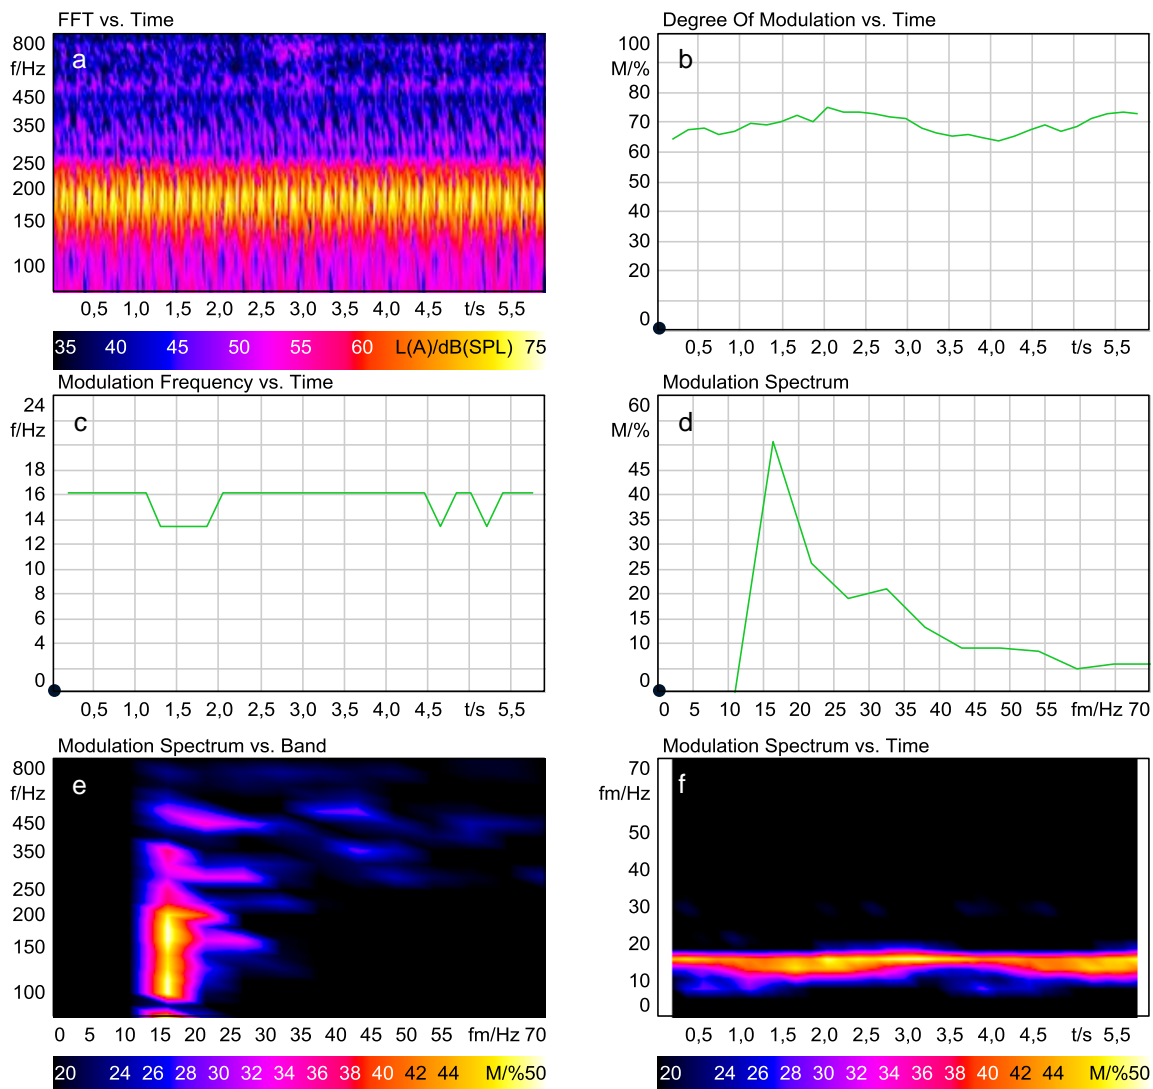 FFT vs. Time
800
f/Hz
450
350
250
200
150
100
a
0,5 1,0 1,5 2,0 2,5 3,0 3,5 4,0 4,5 t/s 5,5
35 40 45 50 55 60 L(A)/dB(SPL) 75
Degree Of Modulation vs. Time
100
M/%
80
70
60
50
40
30
20
0
b
0,5 1,0 2,0 2,5 3,0 3,5 4,0 4,5 t/s 5,5
Modulation Frequency vs. Time
24
f/Hz
18
16
14
12
10
8
6
4
0
c
0,5 1,0 1,5 2,0 2,5 3,0 3,5 4,0 4,5 t/s 5,5
Modulation Spectrum
60
M/%
45
40
35
30
25
20
15
10
0
d
0 5 10 15 20 25 30 35 40 45 50 55 fm/Hz 70
Modulation Spectrum vs. Band
800
f/Hz
450
350
250
200
150
100
e
0 5 10 15 20 25 30 35 40 45 50 55 fm/Hz 70
20 24 26 28 30 32 34 36 38 40 42 44 M/%50
Modulation Spectrum vs. Time
70
fm/Hz
50
40
30
20
10
0
f
0,5 1,0 2,0 2,5 3,0 3,5 4,0 4,5 t/s 5,5
20 24 26 28 30 32 34 36 38 40 42 44 M/%50